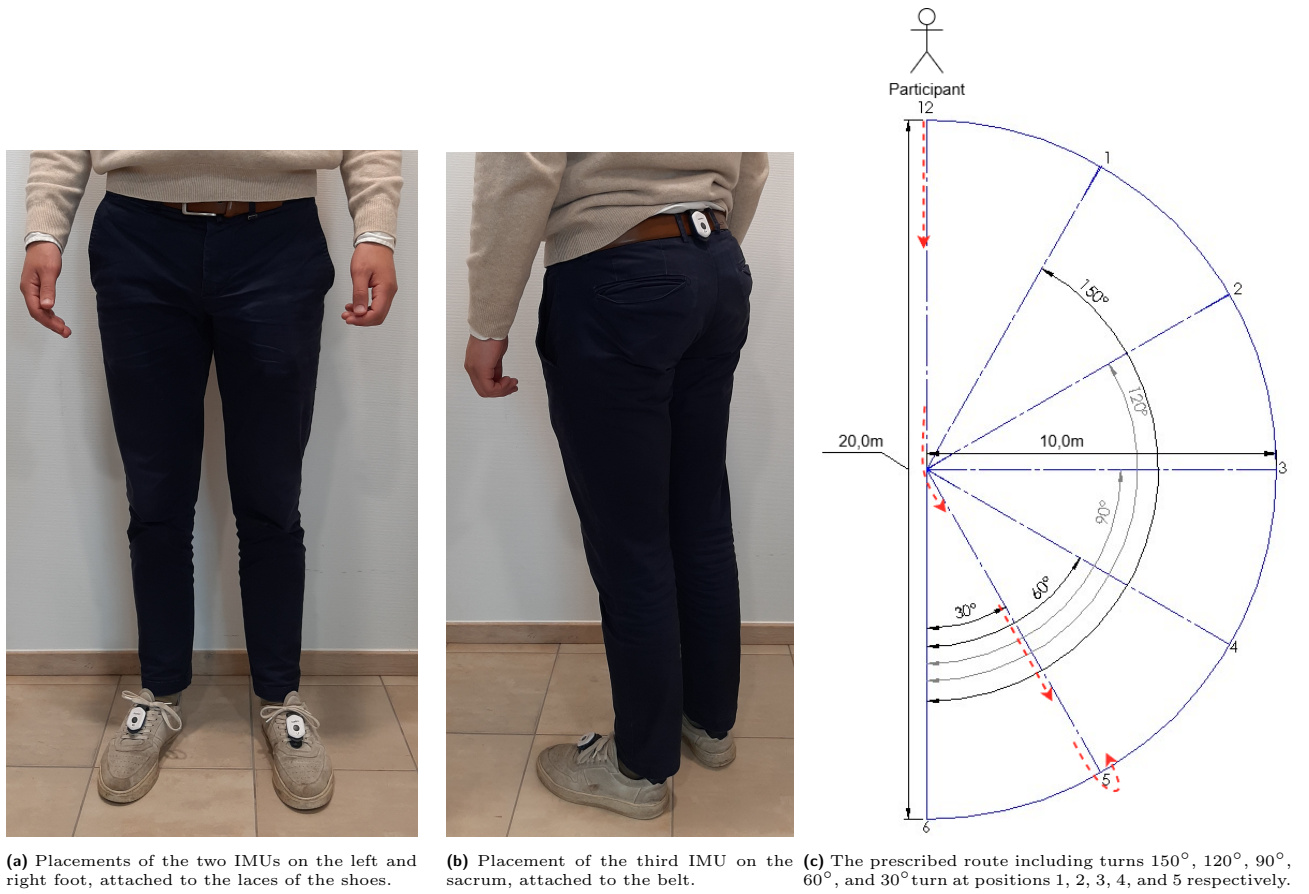 Participant
12
1
2
150°
120°
20,0m
10,0m
3
90°
60°
30°
4
5
6
(a) Placements of the two IMUs on the left and
right foot, attached to the laces of the shoes.
(b) Placement of the third IMU on the
sacrum, attached to the belt.
(c) The prescribed route including turns 150°, 120°, 90°,
60°, and 30°turn at positions 1, 2, 3, 4, and 5 respectively.